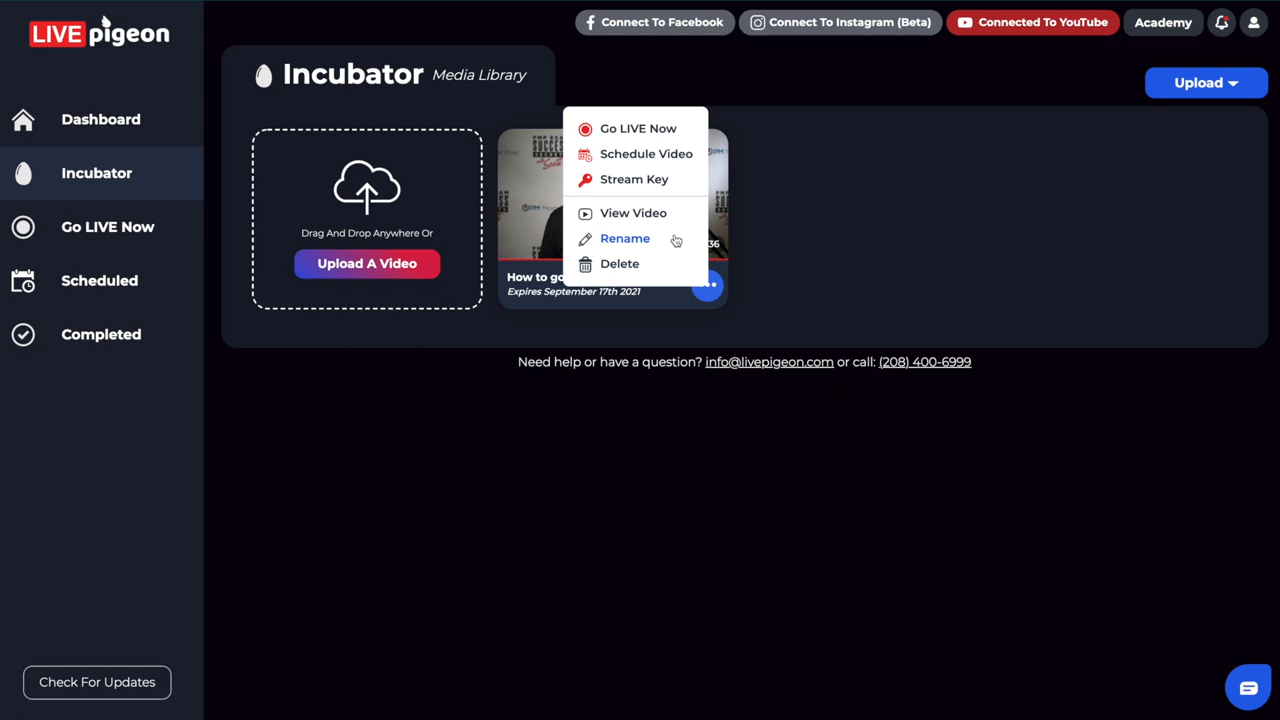 LIVE pigeon
Connect To Facebook
Connect To Instagram (Beta)
Connected To YouTube
Academy
Incubator Media Library
Upload
Dashboard
Incubator
Go LIVE Now
Scheduled
Completed
Drag And Drop Anywhere Or
Upload A Video
Go LIVE Now
Schedule Video
Stream Key
View Video
Rename
Delete
36
How to go
Expires September 17th 2021
Need help or have a question? info@livepigeon.com or call: (208) 400-6999
Check For Updates